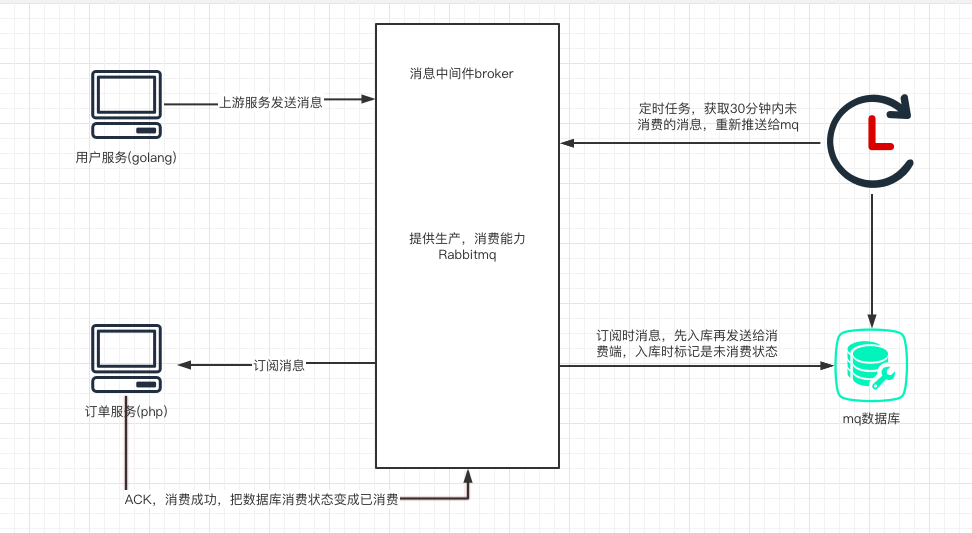 消息中间件broker
上游服务发送消息
定时任务，获取30分钟内未
消费的消息，重新推送给mq
用户服务(golang)
提供生产，消费能力
Rabbitmq
订阅时消息，先入库再发送给消
费端，入库时标记是未消费状态
订阅消息
订单服务(php)
mq数据库
ACK，消费成功，把数据库消费状态变成已消费